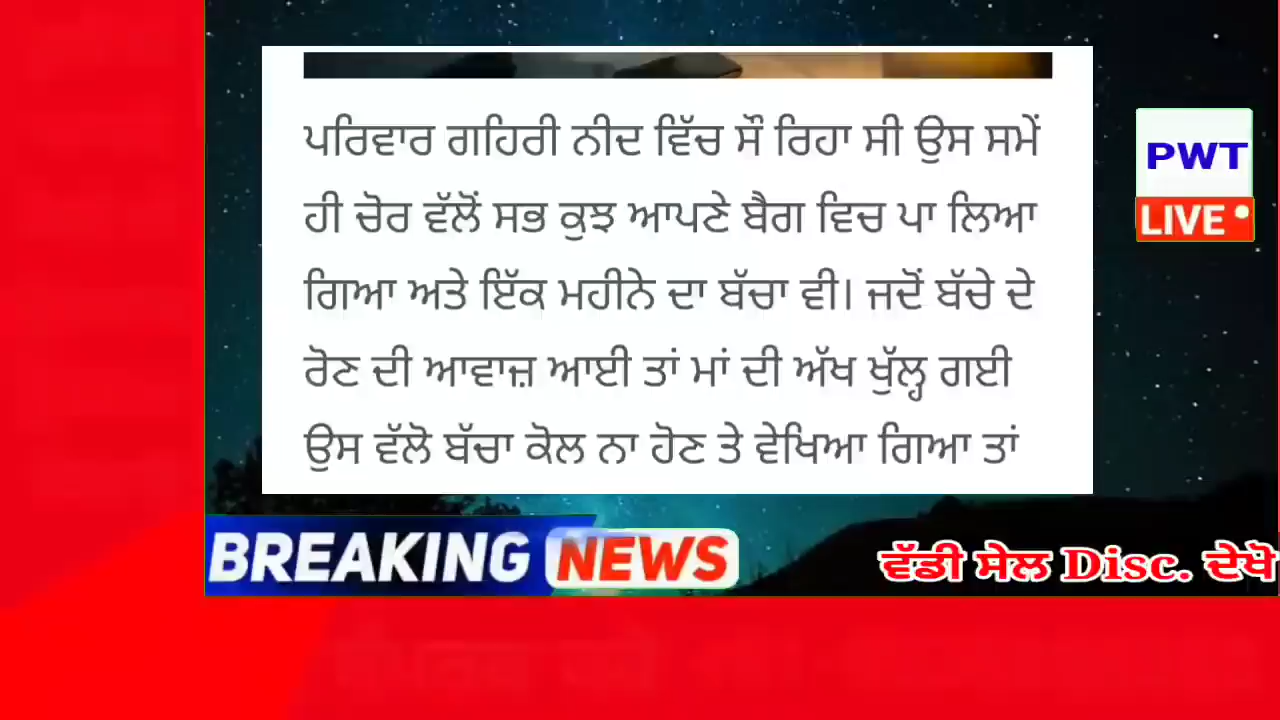 ਪਰਿਵਾਰ ਗਹਿਰੀ ਨੀਦ ਵਿੱਚ ਸੌ ਰਿਹਾ ਸੀ ਉਸ ਸਮੇਂ
ਹੀ ਚੋਰ ਵੱਲੋਂ ਸਭ ਕੁਝ ਆਪਣੇ ਬੈਗ ਵਿਚ ਪਾ ਲਿਆ
ਗਿਆ ਅਤੇ ਇੱਕ ਮਹੀਨੇ ਦਾ ਬੱਚਾ ਵੀ। ਜਦੋਂ ਬੱਚੇ ਦੇ
ਰੋਣ ਦੀ ਆਵਾਜ਼ ਆਈ ਤਾਂ ਮਾਂ ਦੀ ਅੱਖ ਖੁੱਲ੍ਹ ਗਈ
ਉਸ ਵੱਲੋ ਬੱਚਾ ਕੋਲ ਨਾ ਹੋਣ ਤੇ ਵੇਖਿਆ ਗਿਆ ਤਾਂ
PWT
LIVE
BREAKING NEWS
ਵੱਡੀ ਸੇਲ Disc. ਦੇਖੋ